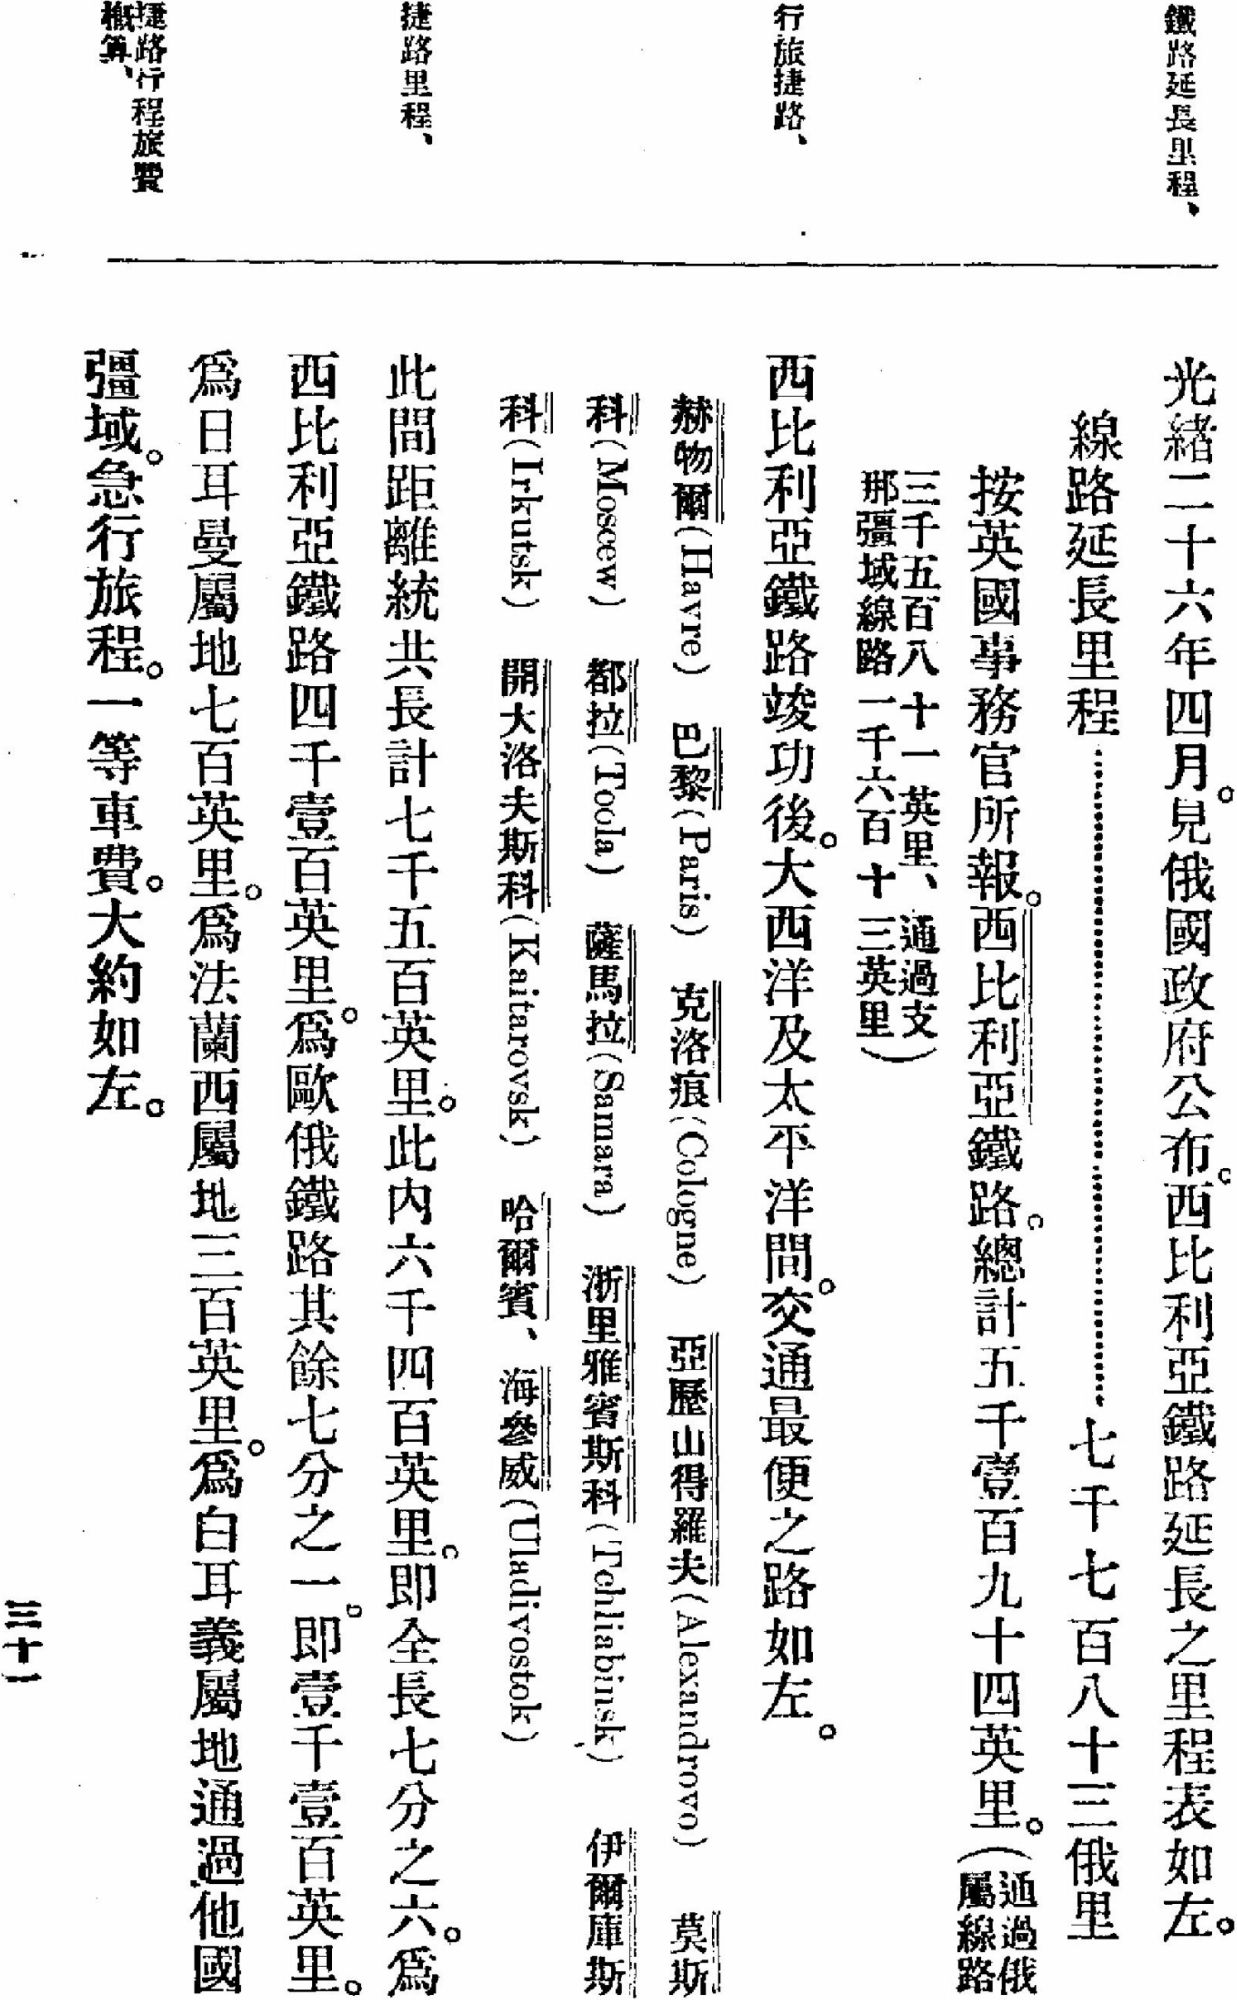 鐵路延長里程、
行旅捷路、
捷路里程、
捷路行程旅費
概算、
光緒二十六年四月。見俄國政府公布。西比利亞鐵路延長之里程表如左。
線路延長里程……………………七千七百八十三俄里
按英國事務官所報。西比利亞鐵路。總計五千壹百九十四英里。(通過俄
屬線路
三千五百八十一英里、通過支
那疆域線路一千六百十三英里)
西比利亞鐵路竣功後。大西洋及太平洋間。交通最便之路如左。
赫物爾(Havre) 巴黎(Paris) 克洛痕(Cologne) 亞歷山得羅夫(Alexandrovo) 莫斯
科(Moscew) 都拉(Toola) 薩馬拉(Samara) 浙里雅賓斯科(Tchliabinsk) 伊爾庫斯
科(Irkutsk) 開大洛夫斯科(Kaitarovsk) 哈爾賓、海參威(Uladivostok)
此間距離統共長計七千五百英里。此內六千四百英里。即全長七分之六。爲
西比利亞鐵路四千壹百英里。爲歐俄鐵路其餘七分之一。即壹千壹百英里。
爲日耳曼屬地七百英里。爲法蘭西屬地三百英里。爲白耳義屬地通過他國
疆域。急行旅程。一等車費。大約如左。
三十一